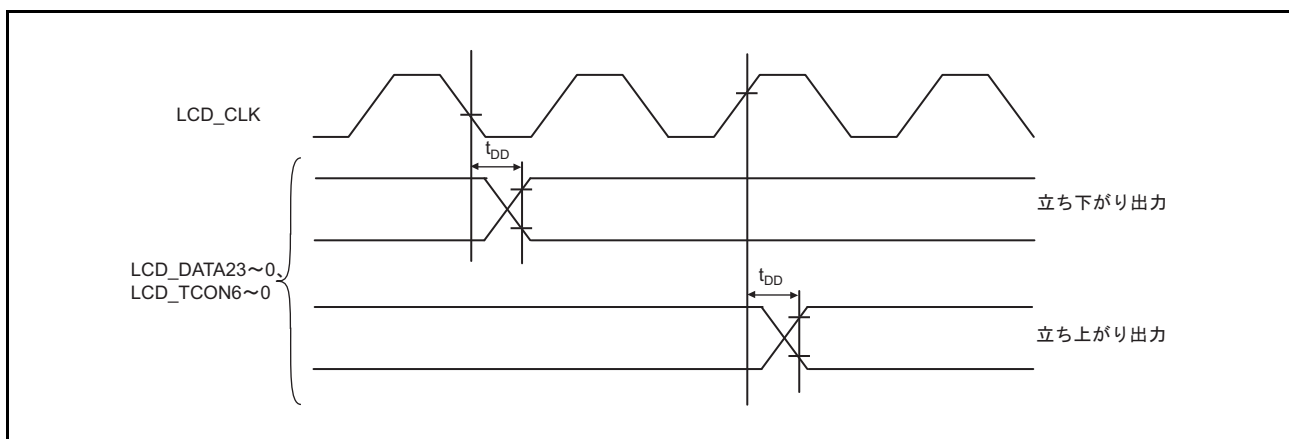 LCD_CLK
tDD
立ち下がり出力
LCD_DATA23～0、
LCD_TCON6～0
tDD
立ち上がり出力